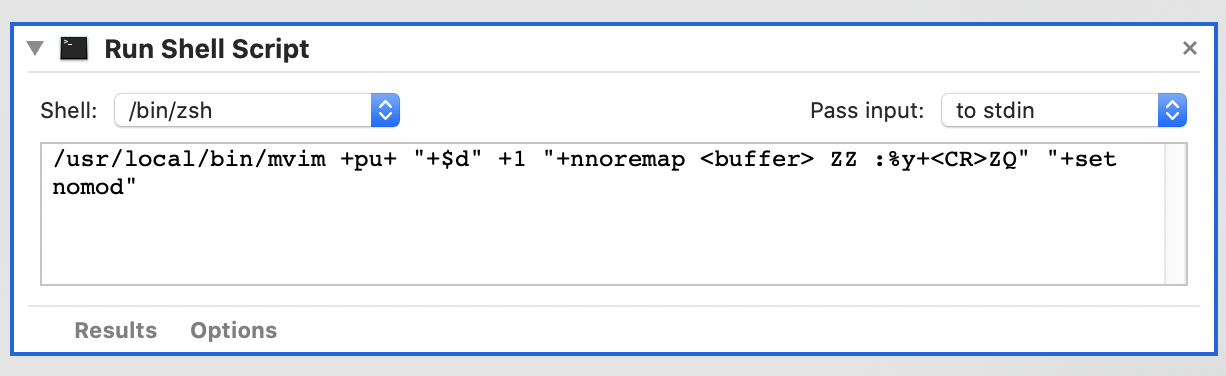 Run Shell Script
Shell: /bin/zsh Pass input: to stdin
/usr/local/bin/mvim +pu+ "+$d" +1 "+nnoremap <buffer> ZZ :%y+<CR>ZQ" "+set
nomod"
Results Options